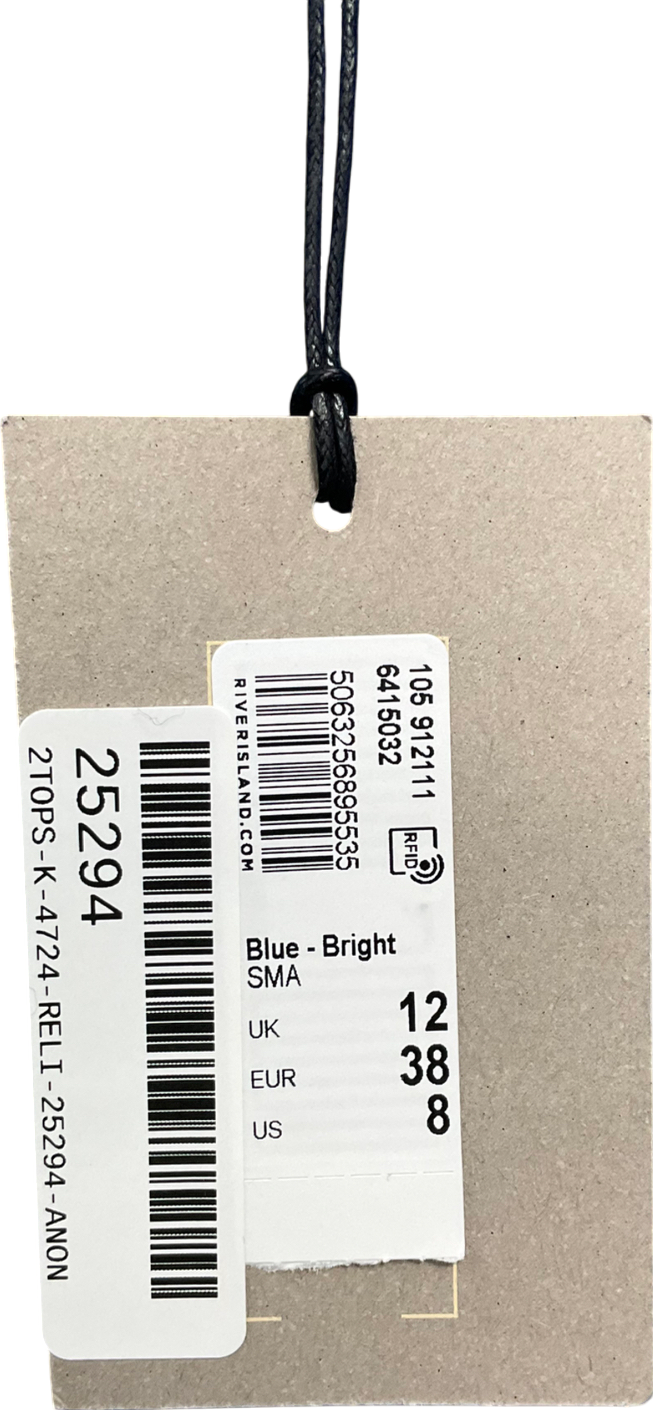 105 912111
6415032
RFID
5063256895535
RIVERISLAND.COM
Blue - Bright
SMA
UK 12
EUR 38
US 8
25294
2TOPS-K-4724-RELI-25294-ANON